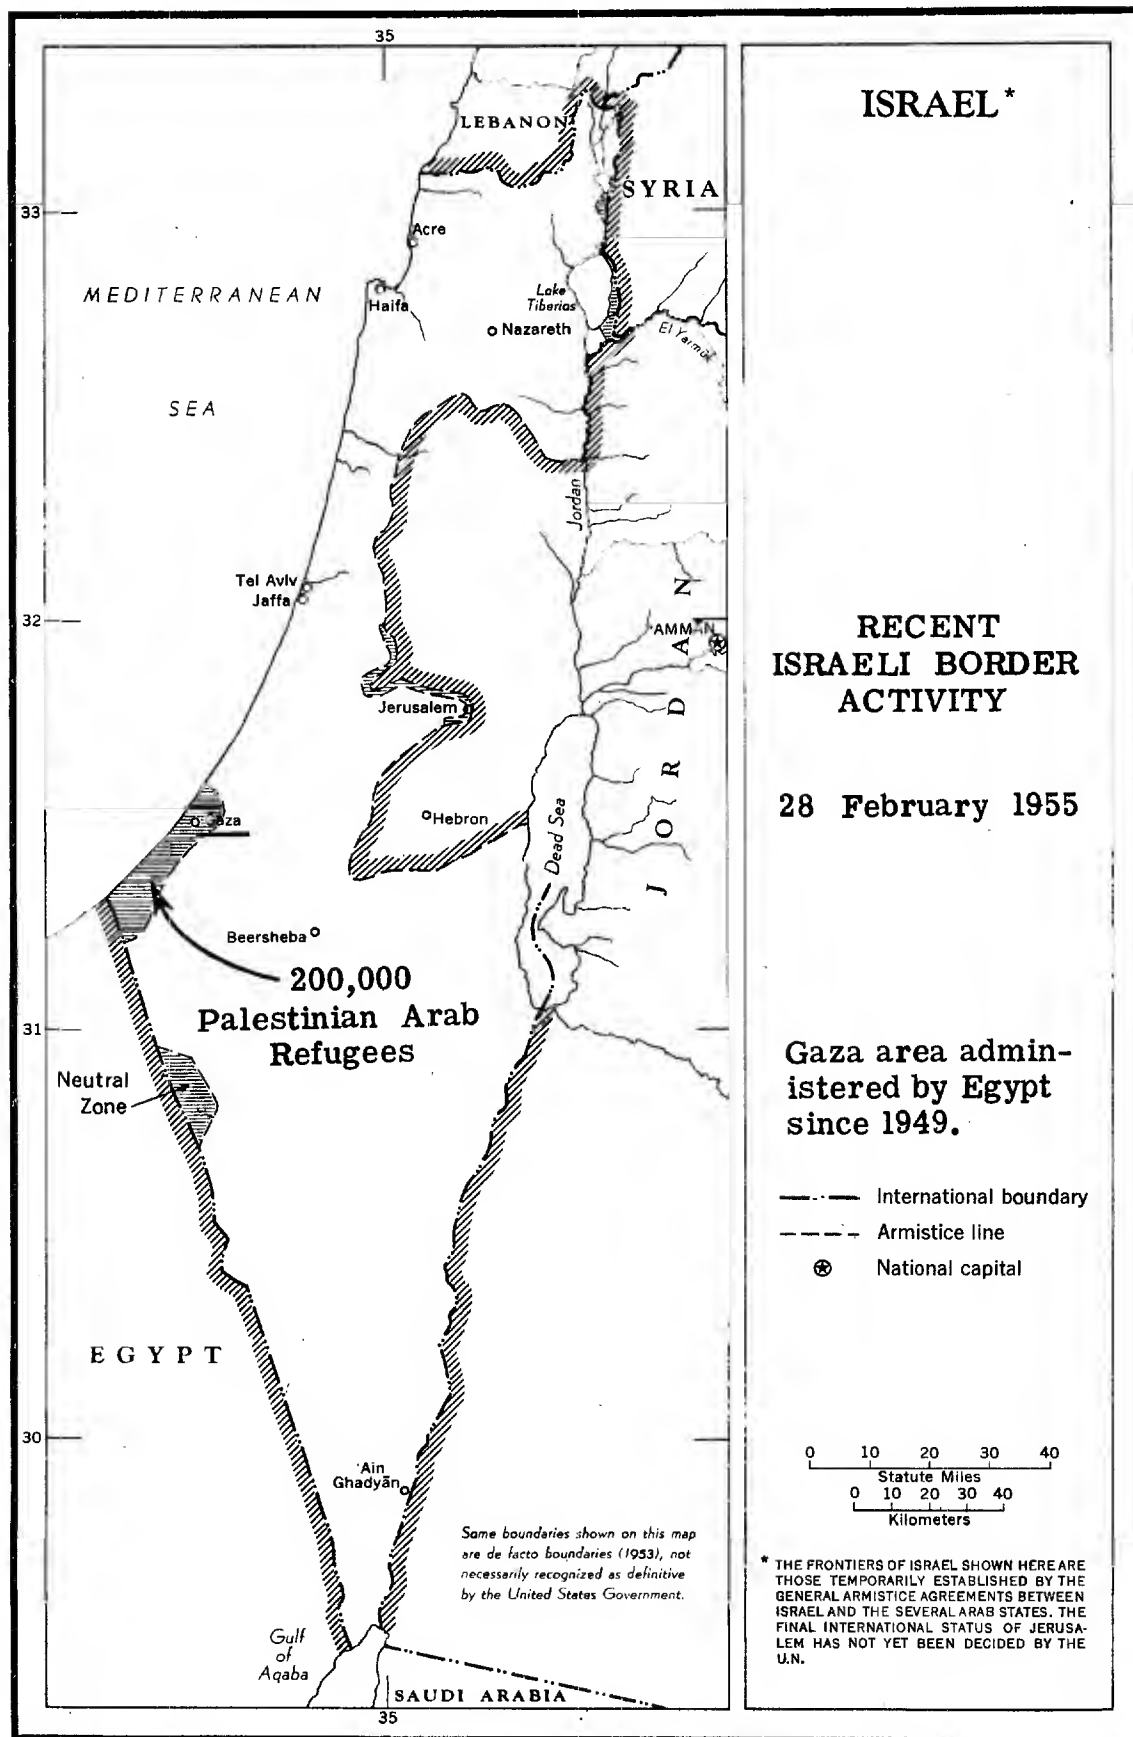 35
LEBANON
SYRIA
33
Acre
MEDITERRANEAN
Haifa
Lake
Tiberias
Nazareth
El Yarmūk
SEA
Jordan
Tel Aviv
Jaffa
32
AMMAN
JORDAN
Jerusalem
Hebron
Dead Sea
Beersheba
200,000
Palestinian Arab
Refugees
31
Neutral
Zone
EGYPT
30
'Ain
Ghadyān
Some boundaries shown on this map
are de facto boundaries (1953), not
necessarily recognized as definitive
by the United States Government.
Gulf
of
Aqaba
SAUDI ARABIA
35
ISRAEL*
RECENT
ISRAELI BORDER
ACTIVITY
28 February 1955
Gaza area admin-
istered by Egypt
since 1949.
International boundary
Armistice line
National capital
0 10 20 30 40
Statute Miles
0 10 20 30 40
Kilometers
* THE FRONTIERS OF ISRAEL SHOWN HERE ARE
THOSE TEMPORARILY ESTABLISHED BY THE
GENERAL ARMISTICE AGREEMENTS BETWEEN
ISRAEL AND THE SEVERAL ARAB STATES. THE
FINAL INTERNATIONAL STATUS OF JERUSA-
LEM HAS NOT YET BEEN DECIDED BY THE
U.N.